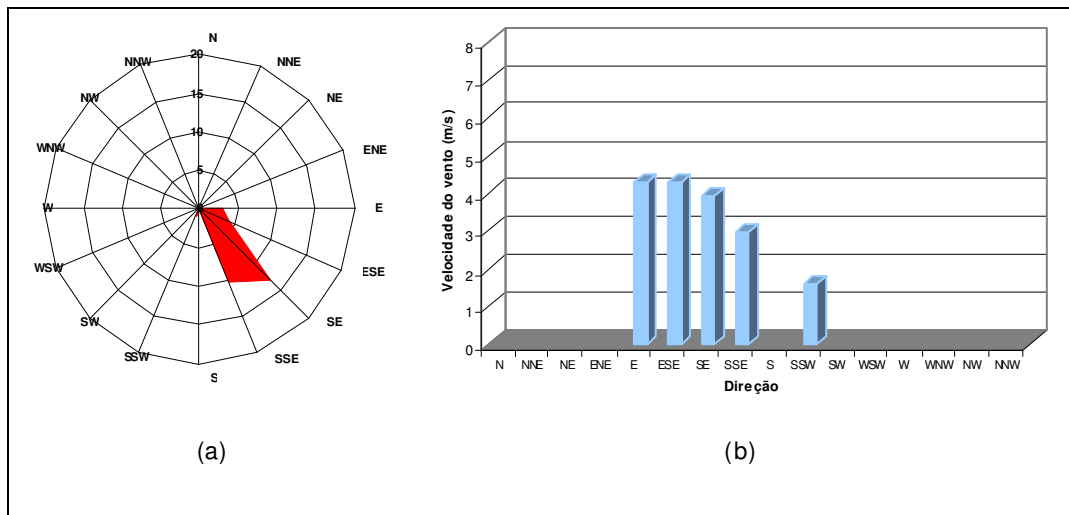 N
NNE
NE
ENE
E
ESE
SE
SSE
S
SSW
SW
WSW
W
WNW
NW
NNW
20
15
10
5
0
(a)
8
7
6
5
4
3
2
1
0
Velocidade do vento (m/s)
N NNE NE ENE E ESE SE SSE S SSW SW WSW W WNW NW NNW
Direção
(b)